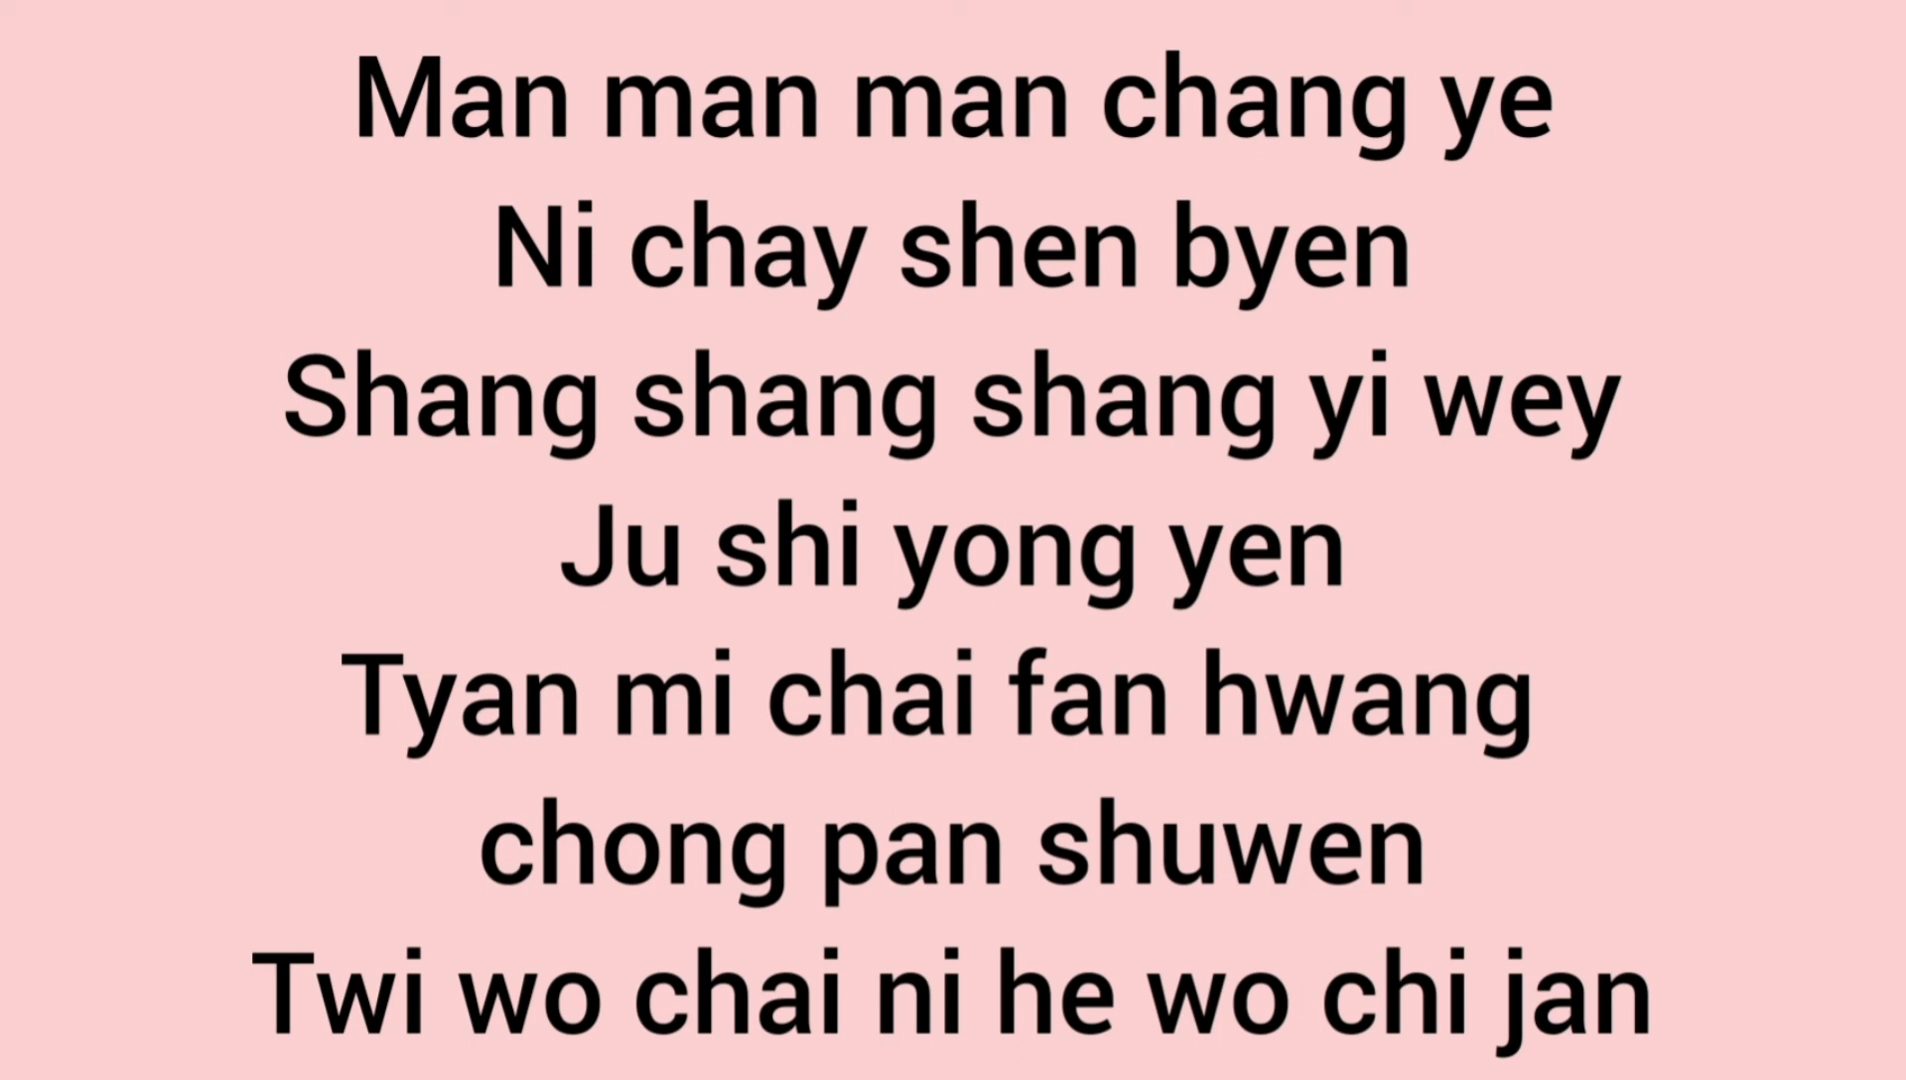 Man man man chang ye
Ni chay shen byen
Shang shang shang yi wey
Ju shi yong yen
Tyan mi chai fan hwang
chong pan shuwen
Twi wo chai ni he wo chi jan